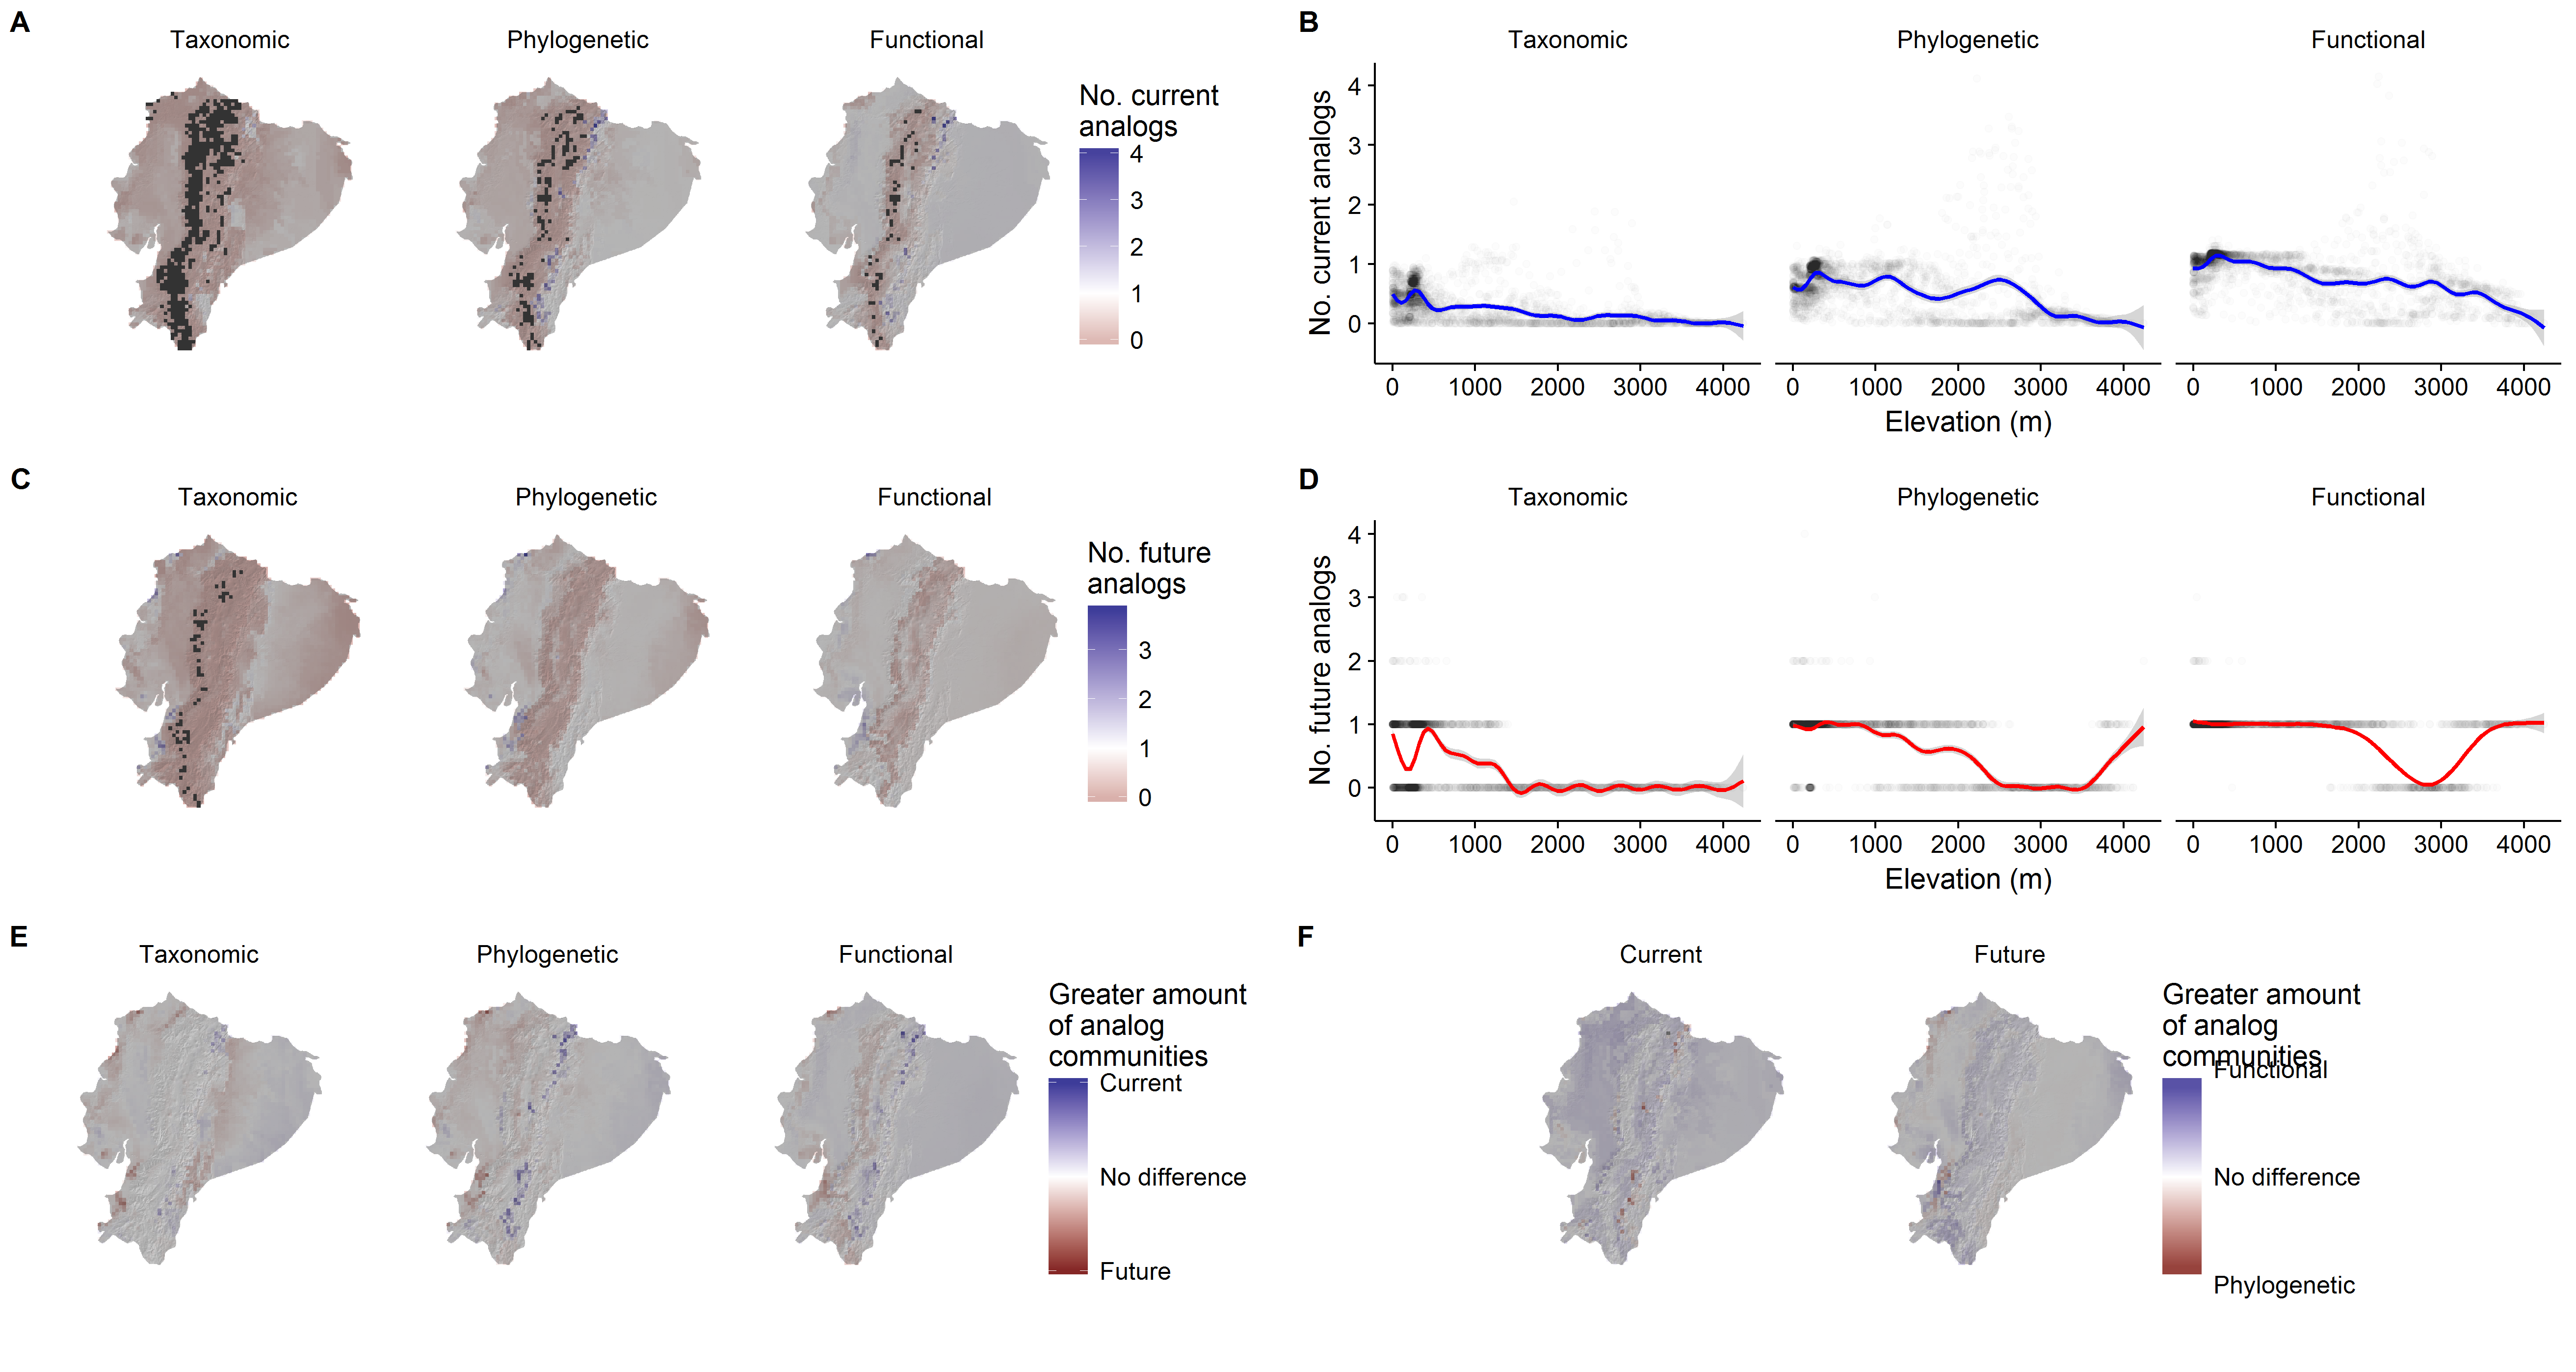 A
Taxonomic
Phylogenetic
Functional
No. current
analogs
4
3
2
1
0
B
Taxonomic
Phylogenetic
Functional
No. current analogs
4
3
2
1
0
0 1000 2000 3000 4000
0 1000 2000 3000 4000
0 1000 2000 3000 4000
Elevation (m)
C
Taxonomic
Phylogenetic
Functional
No. future
analogs
3
2
1
0
D
Taxonomic
Phylogenetic
Functional
No. future analogs
4
3
2
1
0
0 1000 2000 3000 4000
0 1000 2000 3000 4000
0 1000 2000 3000 4000
Elevation (m)
E
Taxonomic
Phylogenetic
Functional
Greater amount
of analog
communities
Current
No difference
Future
F
Current
Future
Greater amount
of analog
communities
Functional
No difference
Phylogenetic